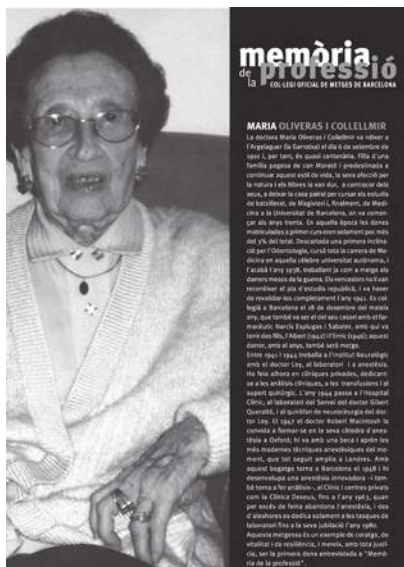 memòria
de la professió
COL·LEGI OFICIAL DE METGES DE BARCELONA
MARIA OLIVERAS I COLLELLMIR
La doctora Maria Oliveras i Collellmir va néixer a
l'Argelaguer (la Garrotxa) el dia 6 de setembre de
1910 i, per tant, és quasi centenària. Filla d'una
família pagesa de can Morastí i predestinada a
continuar aquest estil de vida, la seva afecció per
la natura i els llibres la van dur, a contracor dels
seus, a deixar la casa pairal per cursar els estudis
de batxillerat, de Magisteri i, finalment, de Medi-
cina a la Universitat de Barcelona, on va comen-
çar als anys trenta. En aquella època les dones
matriculades a primer curs eren solament poc més
del 3% del total. Descartada una primera inclina-
ció per l'Odontologia, cursà tota la carrera de Me-
dicina en aquella cèlebre universitat autònoma, i
l'acabà l'any 1938, treballant ja com a metge els
darrers mesos de la guerra. Els vencedors no li van
reconèixer el pla d'estudis republicà, i va haver
de revalidar-los completament l'any 1941. Es col-
legià a Barcelona el 18 de desembre del mateix
any, que també va ser el del seu casori amb el far-
macèutic Narcís Esplugues i Sabater, amb qui va
tenir dos fills, l'Albert (1942) i l'Enric (1946); aquest
darrer, amb els anys, també serà metge.
Entre 1941 i 1944 treballa a l'Institut Neurològic
amb el doctor Ley, al laboratori i a anestèsia.
Ho feia alhora en clíniques privades, dedicant-
se a les anàlisis clíniques, a les transfusions i al
suport quirúrgic. L'any 1944 passa a l'Hospital
Clínic, al laboratori del Servei del doctor Gibert
Queraltó, i al quiròfan de neurocirurgia del doc-
tor Ley. El 1947 el doctor Robert Macintosh la
convida a formar-se en la seva càtedra d'anes-
tèsia a Oxford; hi va amb una beca i aprèn les
més modernes tècniques anestèsiques del mo-
ment, que tot seguit amplia a Londres. Amb
aquest bagatge torna a Barcelona el 1948 i hi
desenvolupa una anestèsia innovadora -i tam-
bé torna a fer anàlisis-, al Clínic i centres privats
com la Clínica Dexeus, fins a l'any 1963, quan
per excés de feina abandona l'anestèsia, i des
d'aleshores es dedica solament a les tasques de
laboratori fins a la seva jubilació l'any 1980.
Aquesta metgessa és un exemple de coratge, de
vitalitat i de resiliència, i mereix, amb tota justí-
cia, ser la primera dona entrevistada a "Memò-
ria de la professió".